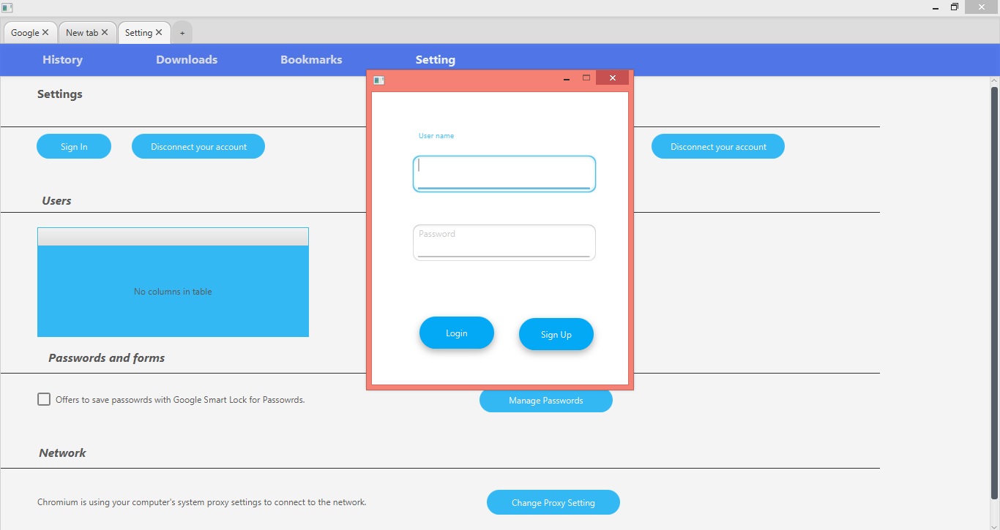 Google
New tab
Setting
+
History
Downloads
Bookmarks
Setting
Settings
Sign In
Disconnect your account
Disconnect your account
Users
No columns in table
Passwords and forms
Offers to save passowrds with Google Smart Lock for Passowrds.
Manage Passwords
Network
Chromium is using your computer's system proxy settings to connect to the network.
Change Proxy Setting
User name
Password
Login
Sign Up